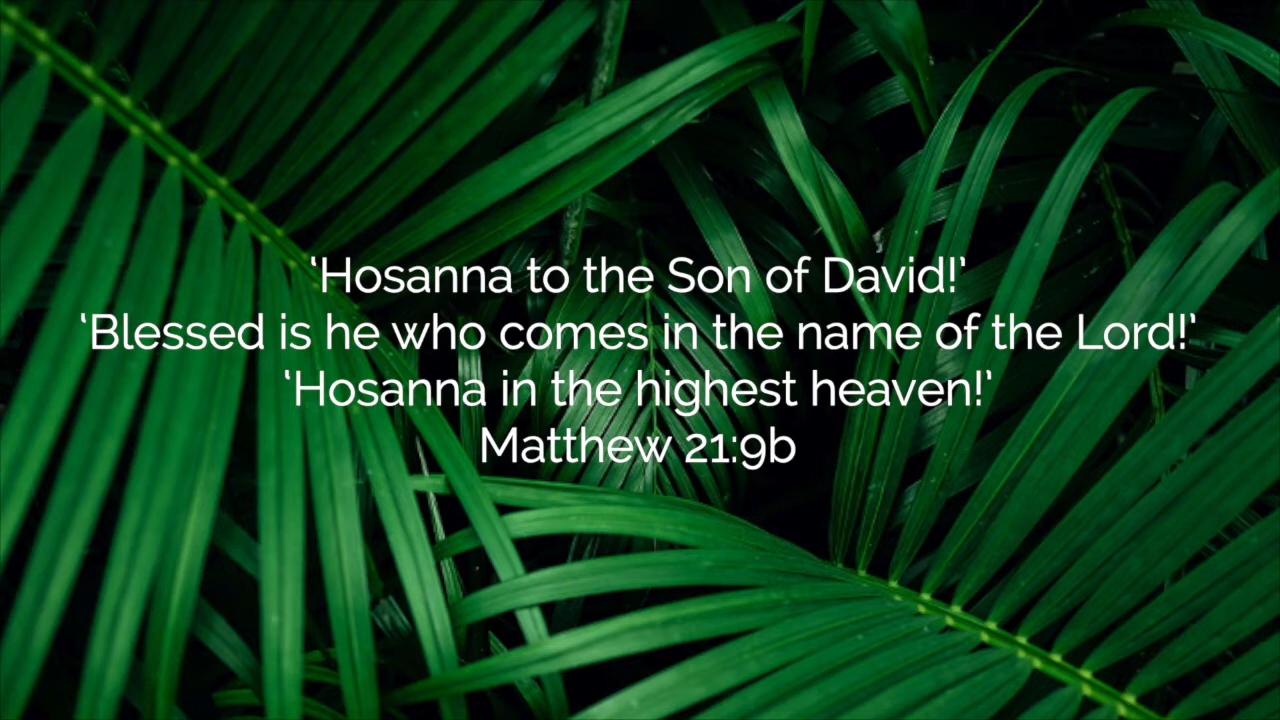 ‘Hosanna to the Son of David!’
‘Blessed is he who comes in the name of the Lord!’
‘Hosanna in the highest heaven!’
Matthew 21:9b